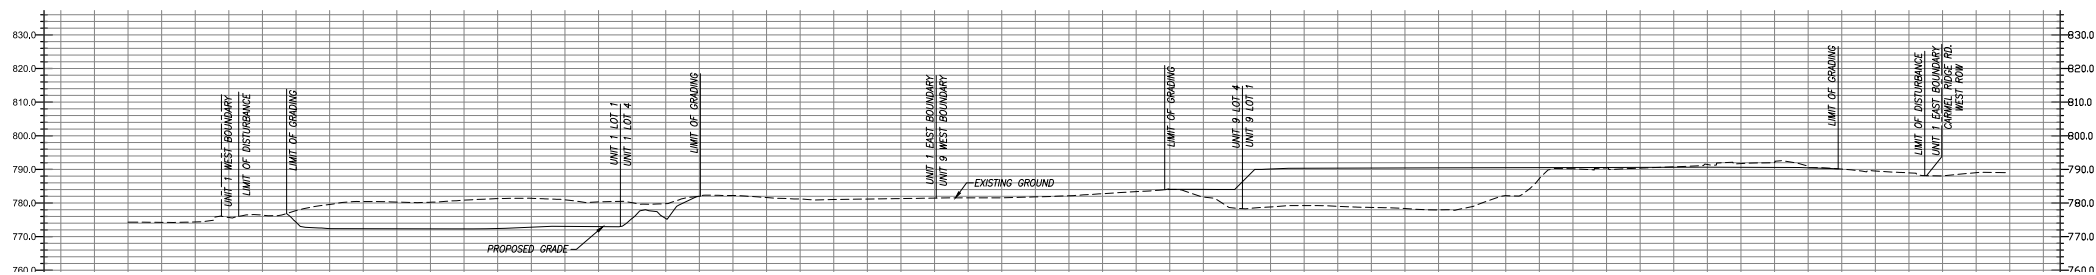 830.0
820.0
810.0
800.0
790.0
780.0
770.0
760.0
UNIT 1 WEST BOUNDARY
LIMIT OF DISTURBANCE
LIMIT OF GRADING
UNIT 1 LOT 1
UNIT 1 LOT 4
LIMIT OF GRADING
UNIT 1 EAST BOUNDARY
UNIT 9 WEST BOUNDARY
LIMIT OF GRADING
UNIT 9 LOT 4
UNIT 9 LOT 1
LIMIT OF GRADING
LIMIT OF DISTURBANCE
UNIT 1 EAST BOUNDARY
CARAMEL RIDGE RD.
WEST ROW
EXISTING GROUND
PROPOSED GRADE
830.0
820.0
810.0
800.0
790.0
780.0
770.0
760.0